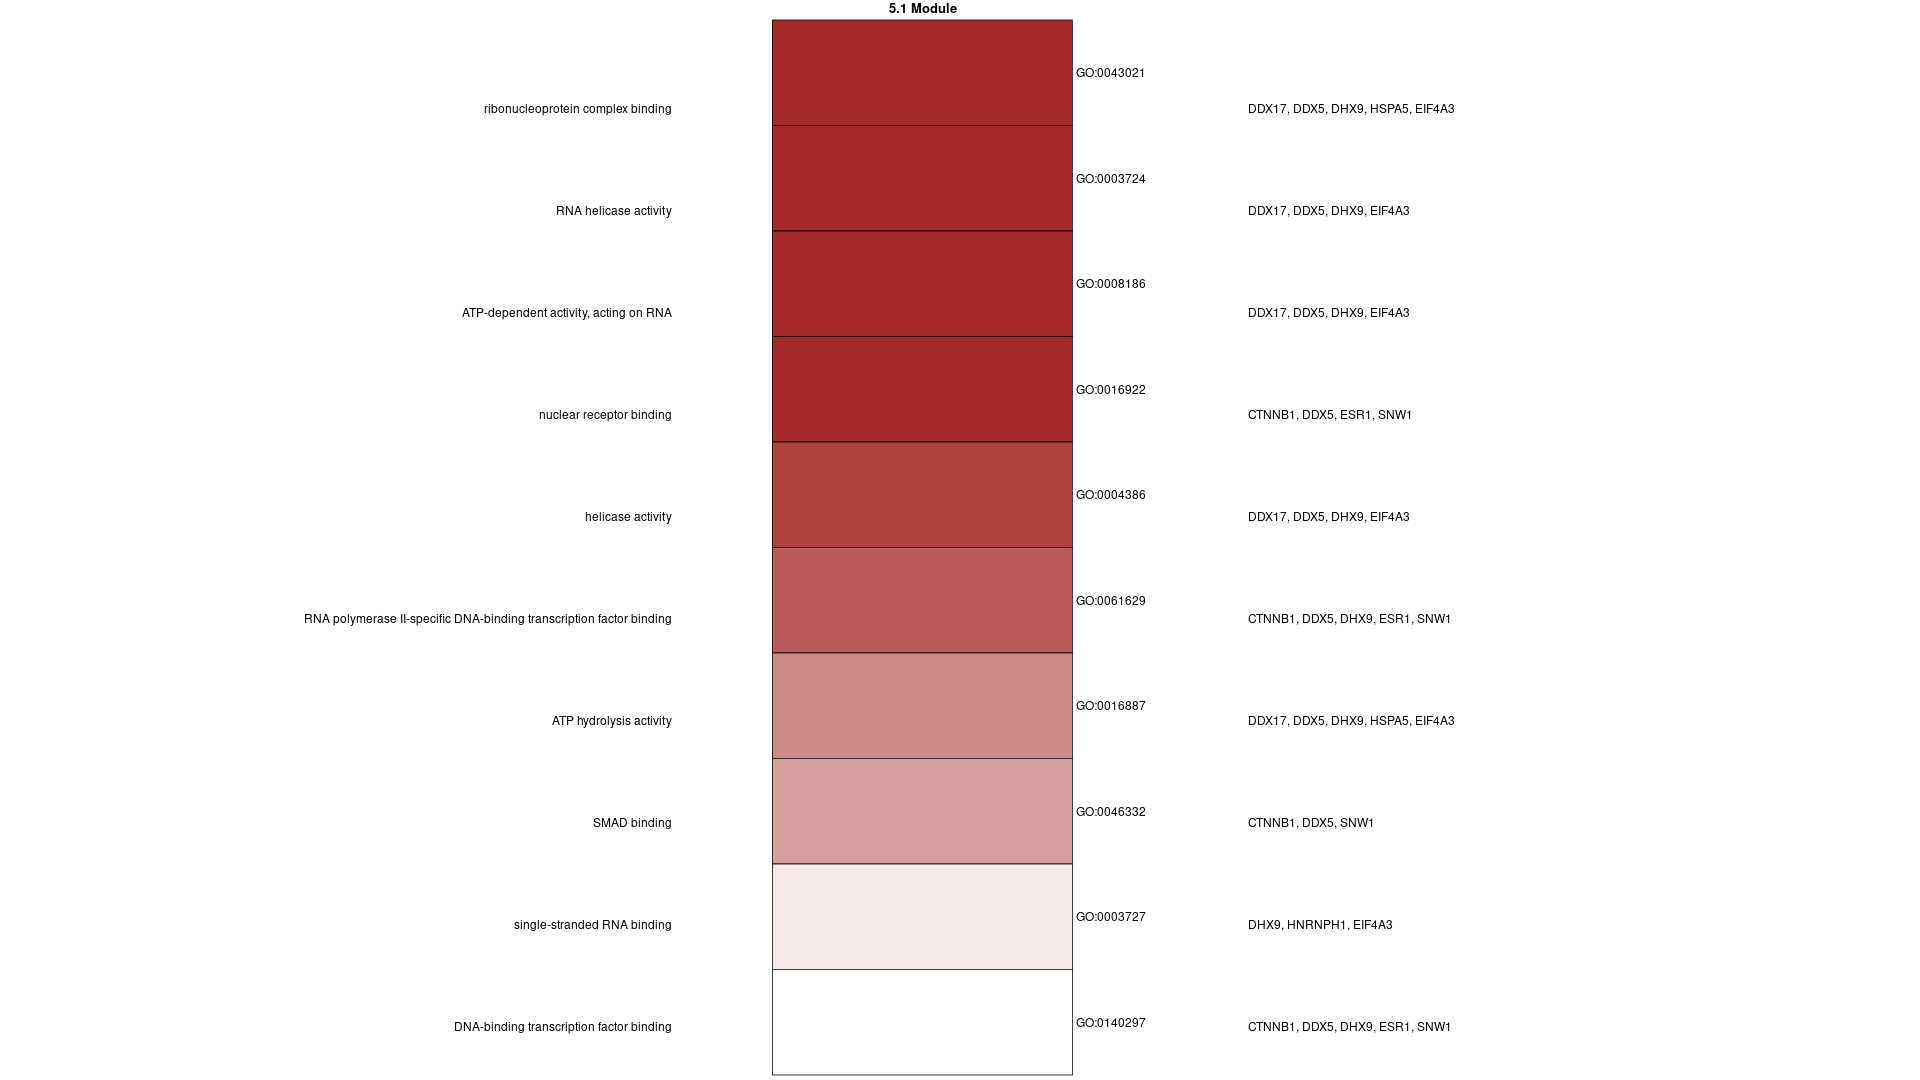 5.1 Module
GO:0043021
ribonucleoprotein complex binding
DDX17, DDX5, DHX9, HSPA5, EIF4A3
GO:0003724
RNA helicase activity
DDX17, DDX5, DHX9, EIF4A3
GO:0008186
ATP-dependent activity, acting on RNA
DDX17, DDX5, DHX9, EIF4A3
GO:0016922
nuclear receptor binding
CTNNB1, DDX5, ESR1, SNW1
GO:0004386
helicase activity
DDX17, DDX5, DHX9, EIF4A3
GO:0061629
RNA polymerase II-specific DNA-binding transcription factor binding
CTNNB1, DDX5, DHX9, ESR1, SNW1
GO:0016887
ATP hydrolysis activity
DDX17, DDX5, DHX9, HSPA5, EIF4A3
GO:0046332
SMAD binding
CTNNB1, DDX5, SNW1
GO:0003727
single-stranded RNA binding
DHX9, HNRNPH1, EIF4A3
GO:0140297
DNA-binding transcription factor binding
CTNNB1, DDX5, DHX9, ESR1, SNW1